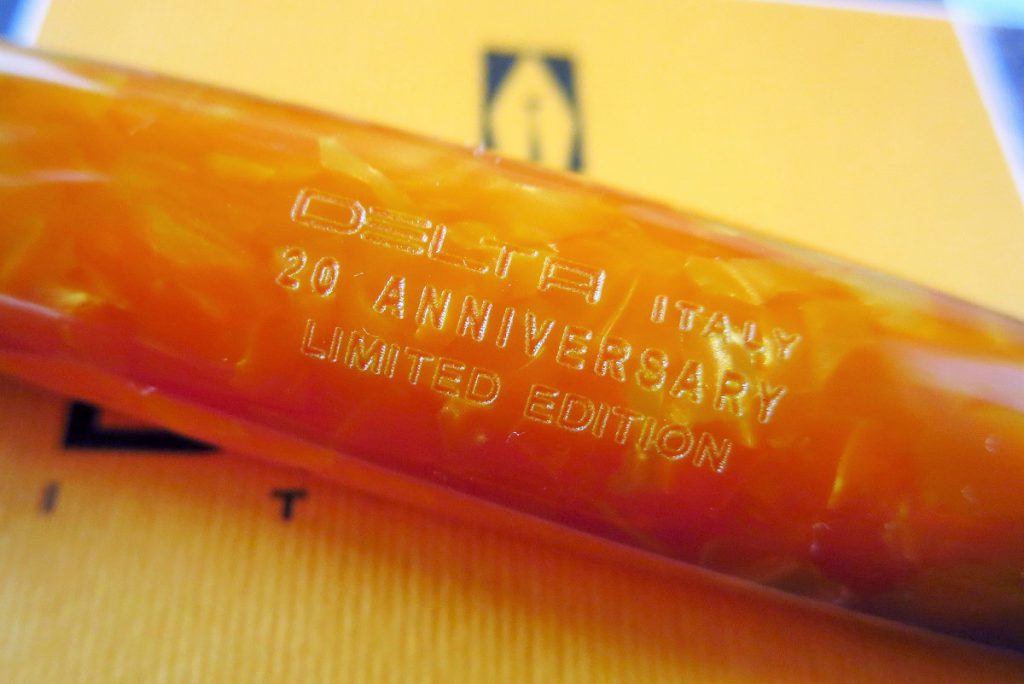 DELTA ITALY
20 ANNIVERSARY
LIMITED EDITION
I T